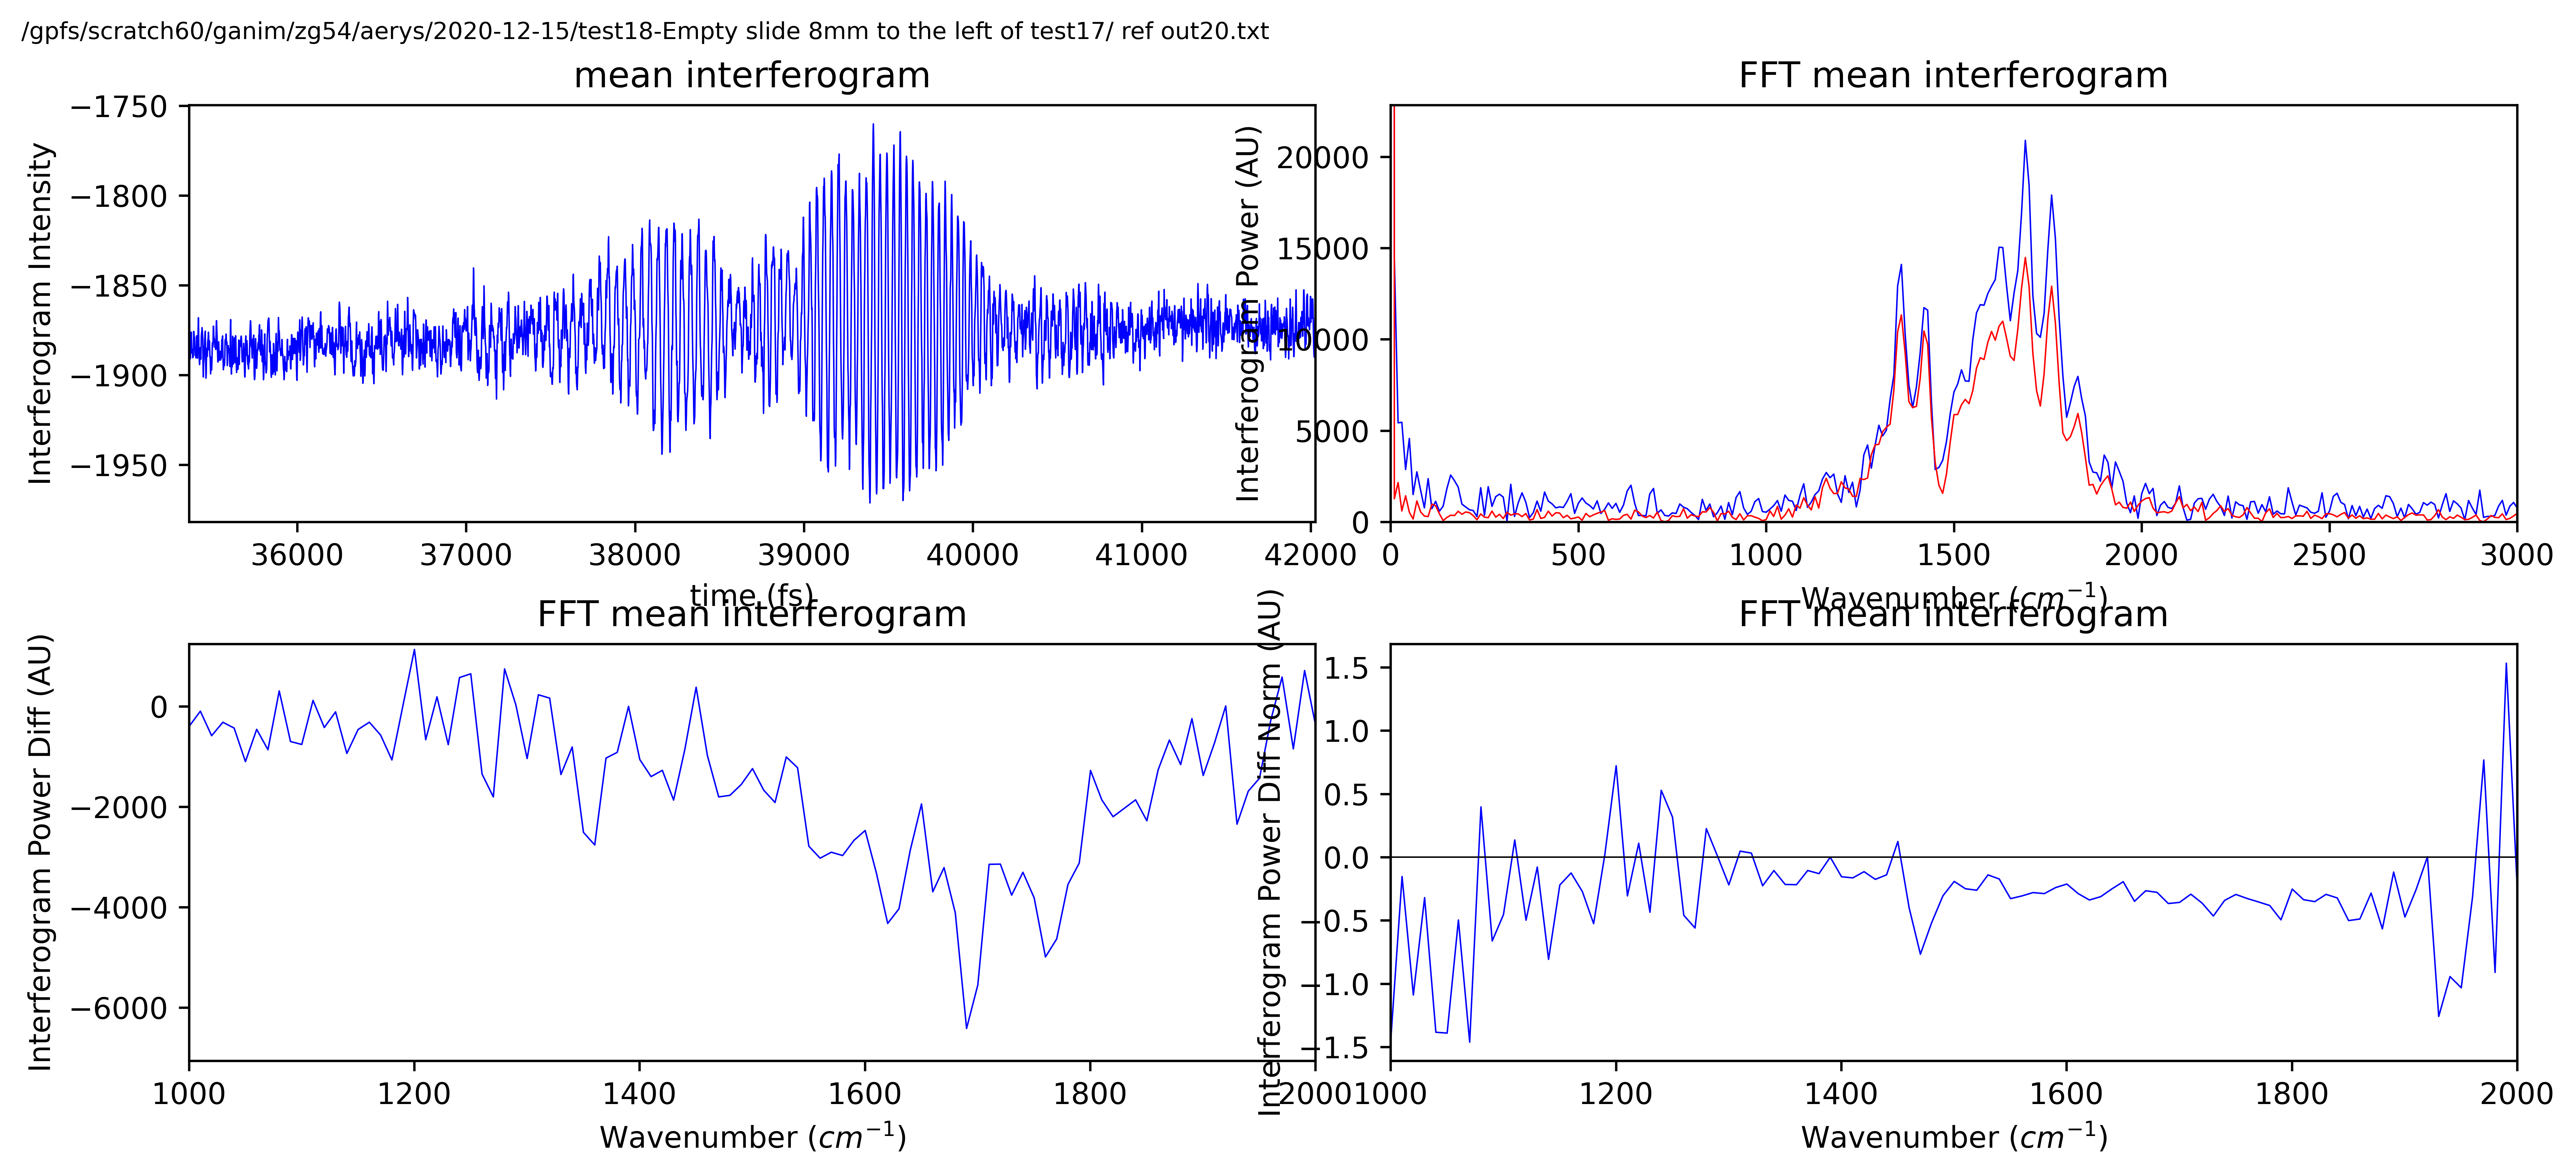 /gpfs/scratch60/ganim/zg54/aerys/2020-12-15/test18-Empty slide 8mm to the left of test17/ ref out20.txt
mean interferogram
Interferogram Intensity
−1750
−1800
−1850
−1900
−1950
36000 37000 38000 39000 40000 41000 42000
time (fs)
FFT mean interferogram
Interferogram Power (AU)
20000
15000
10000
5000
0
0 500 1000 1500 2000 2500 3000
Wavenumber (cm⁻¹)
FFT mean interferogram
Interferogram Power Diff (AU)
0
−2000
−4000
−6000
1000 1200 1400 1600 1800 2000
Wavenumber (cm⁻¹)
FFT mean interferogram
Interferogram Power Diff Norm (AU)
1.5
1.0
0.5
0.0
−0.5
−1.0
−1.5
1000 1200 1400 1600 1800 2000
Wavenumber (cm⁻¹)